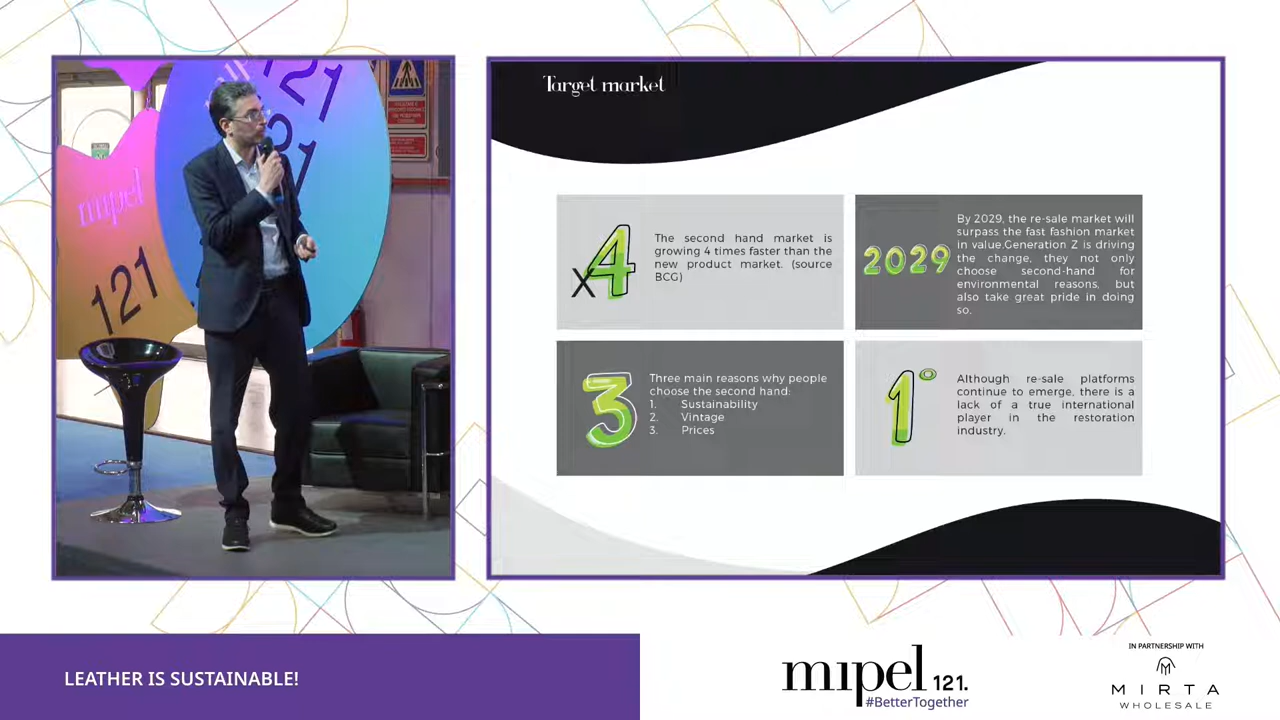 121
121
mipel
121
Target market
x4
The second hand market is
growing 4 times faster than the
new product market. (source
BCG)
2029
By 2029, the re-sale market will
surpass the fast fashion market
in value.Generation Z is driving
the change, they not only
choose second-hand for
environmental reasons, but
also take great pride in doing
so.
3
Three main reasons why people
choose the second hand:
1. Sustainability
2. Vintage
3. Prices
1°
Although re-sale platforms
continue to emerge, there is a
lack of a true international
player in the restoration
industry.
LEATHER IS SUSTAINABLE!
mipel 121.
#BetterTogether
IN PARTNERSHIP WITH
MIRTA
WHOLESALE